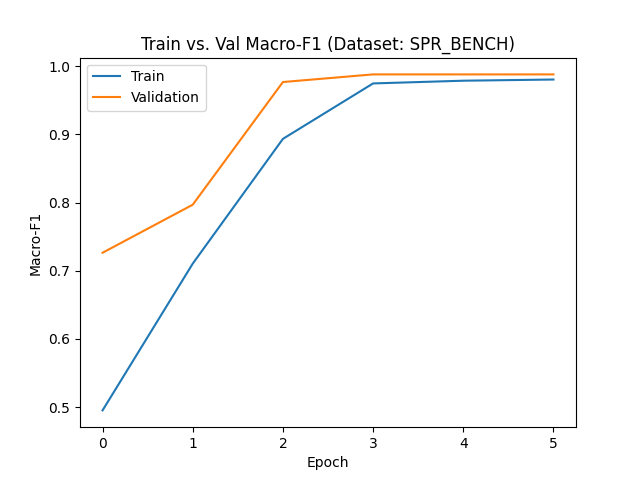 Train vs. Val Macro-F1 (Dataset: SPR_BENCH)
Train
Validation
1.0
0.9
0.8
0.7
0.6
0.5
Macro-F1
0 1 2 3 4 5
Epoch